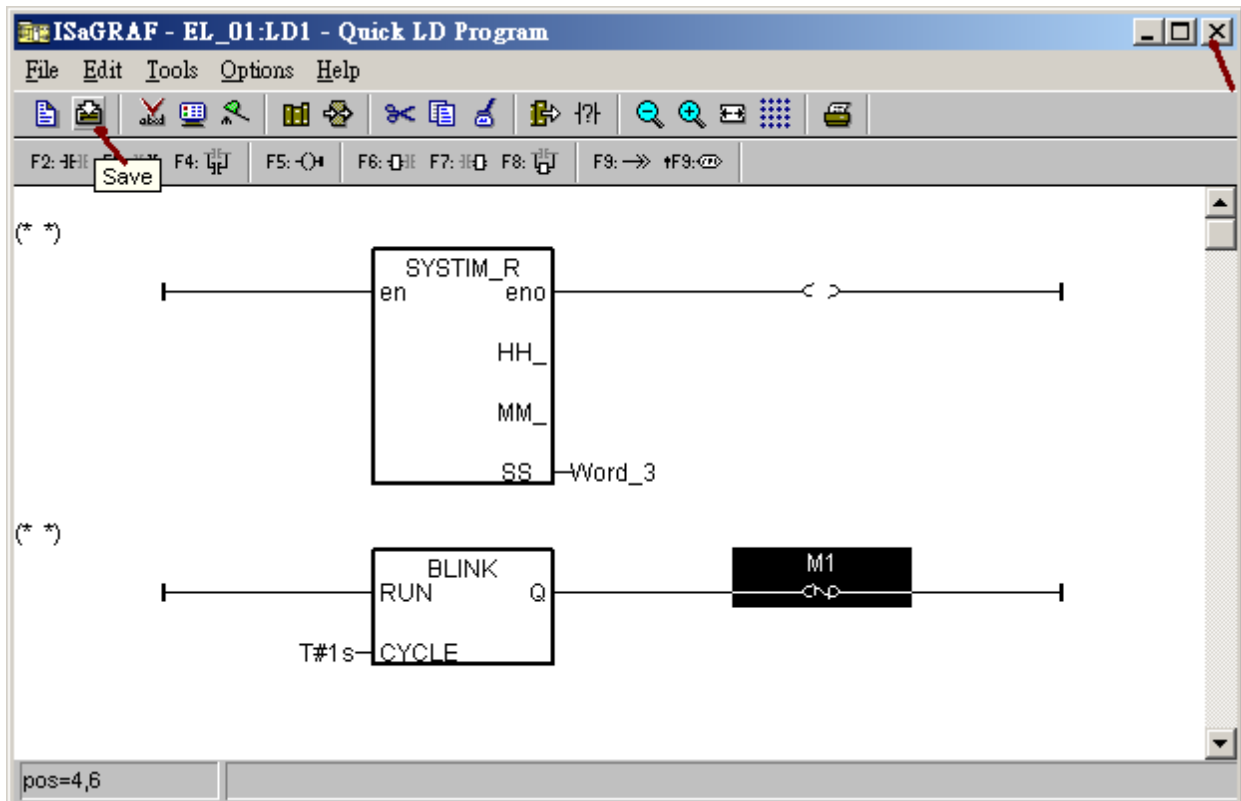 ISaGRAF - EL_01:LD1 - Quick LD Program
File Edit Tools Options Help
F2: F4: F5: F6: F7: F8: F9: F9:
Save
(* *)
SYSTIM_R
en eno
HH_
MM_
SS_ Word_3
(* *)
BLINK M1
RUN Q
T#1s CYCLE
pos=4,6